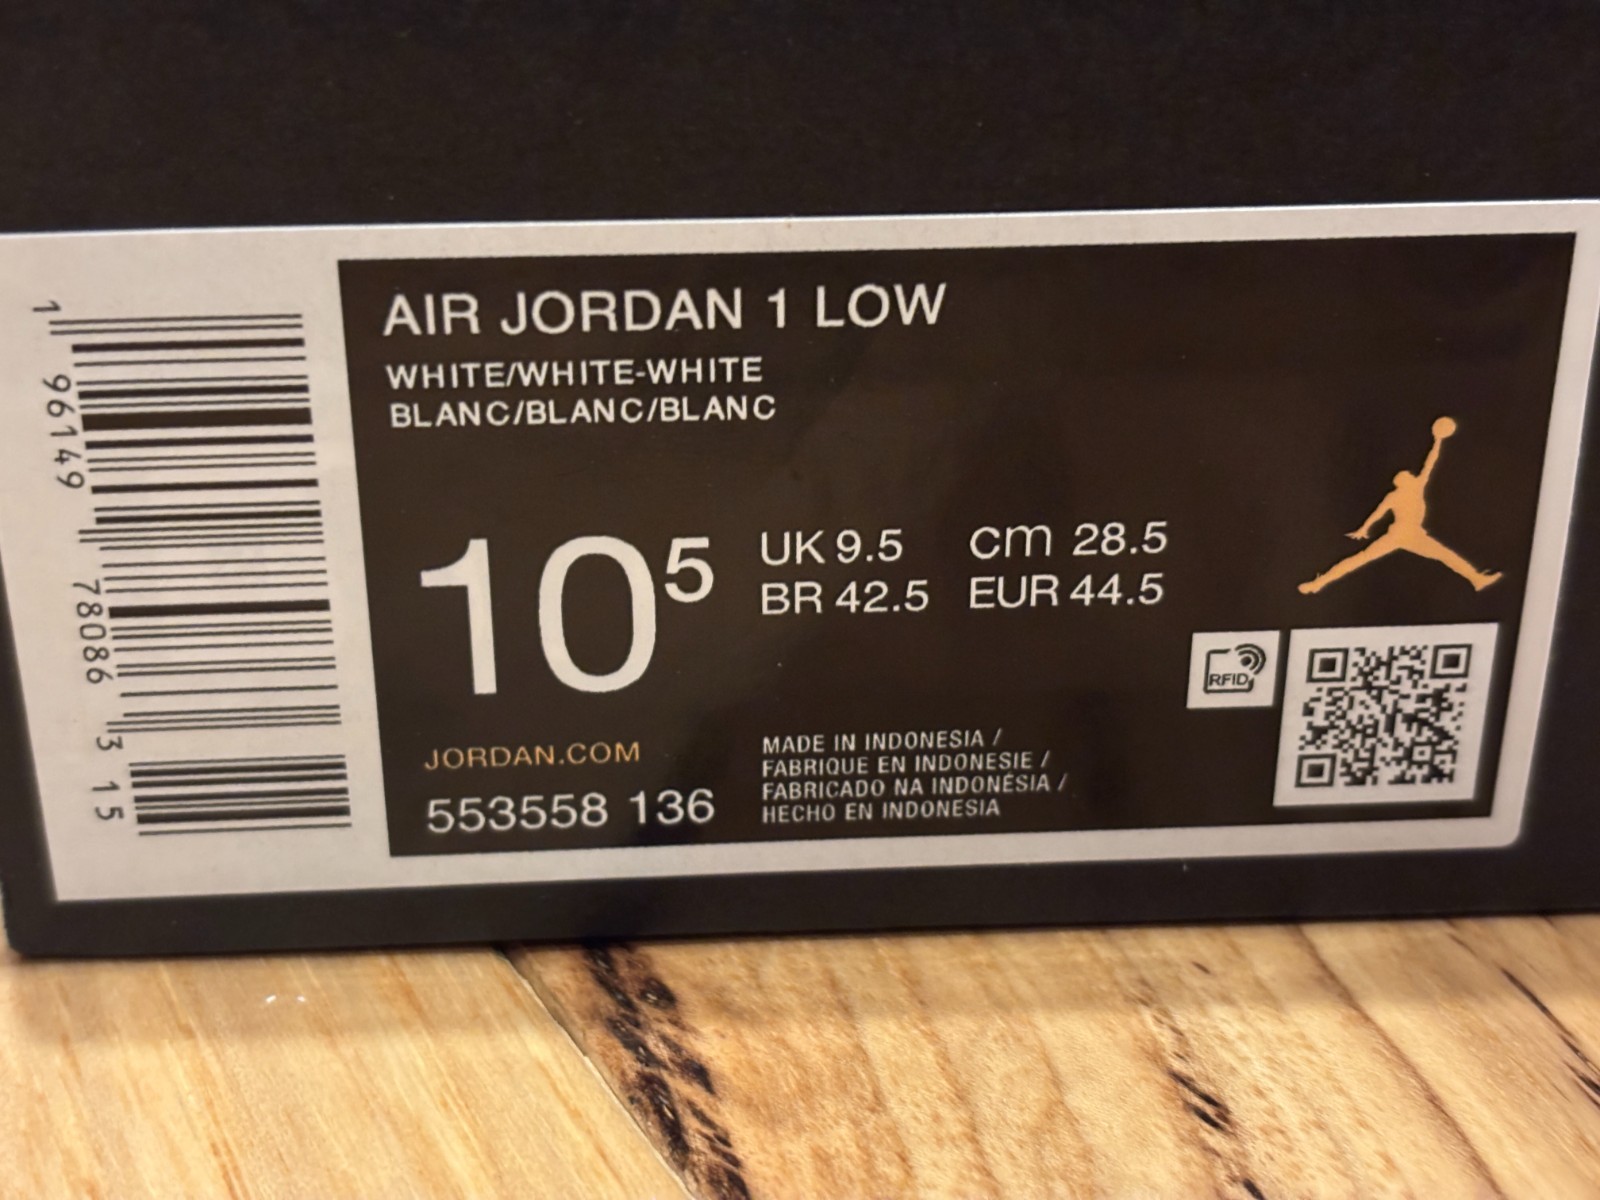 AIR JORDAN 1 LOW
WHITE/WHITE-WHITE
BLANC/BLANC/BLANC
10⁵
UK 9.5 cm 28.5
BR 42.5 EUR 44.5
RFID
JORDAN.COM
553558 136
MADE IN INDONESIA /
FABRIQUE EN INDONESIE /
FABRICADO NA INDONÉSIA /
HECHO EN INDONESIA
1 96149 78086 3 15